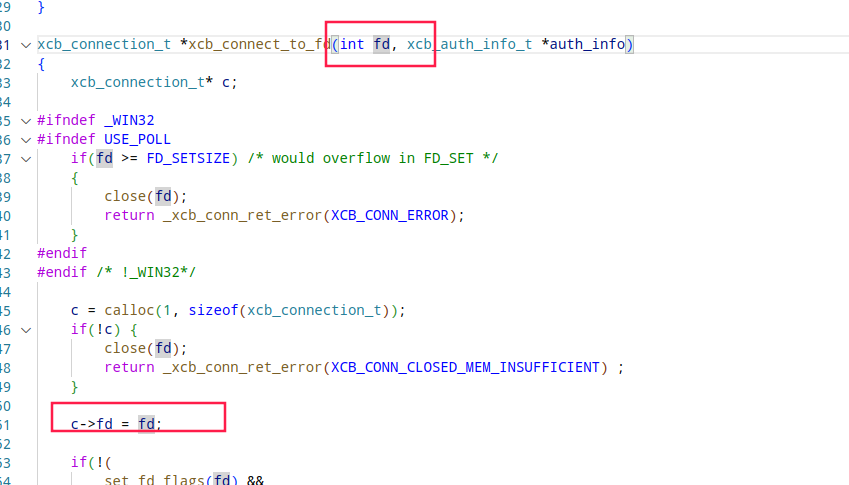 29 }
30
31 xcb_connection_t *xcb_connect_to_fd(int fd, xcb_auth_info_t *auth_info)
32 {
33 xcb_connection_t* c;
34
35 #ifndef _WIN32
36 #ifndef USE_POLL
37 if(fd >= FD_SETSIZE) /* would overflow in FD_SET */
38 {
39 close(fd);
40 return _xcb_conn_ret_error(XCB_CONN_ERROR);
41 }
42 #endif
43 #endif /* !_WIN32*/
44
45 c = calloc(1, sizeof(xcb_connection_t));
46 if(!c) {
47 close(fd);
48 return _xcb_conn_ret_error(XCB_CONN_CLOSED_MEM_INSUFFICIENT) ;
49 }
50
51 c->fd = fd;
52
53 if(!(
54 set_fd_flags(fd) &&